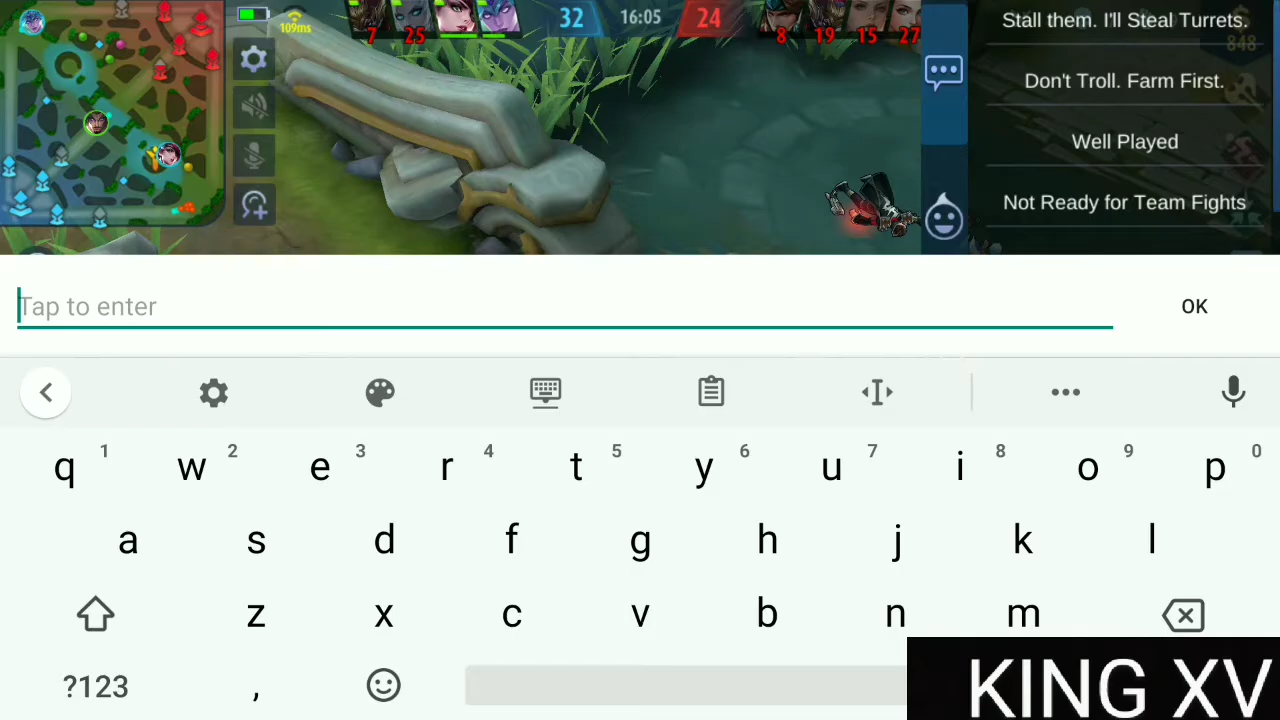 109ms
7 25
32 16:05 24
8 19 15 27
848
Stall them. I'll Steal Turrets.
Don't Troll. Farm First.
Well Played
Not Ready for Team Fights
Tap to enter
OK
q 1 w 2 e 3 r 4 t 5 y 6 u 7 i 8 o 9 p 0
a s d f g h j k l
z x c v b n m
?123 ,
KING XV